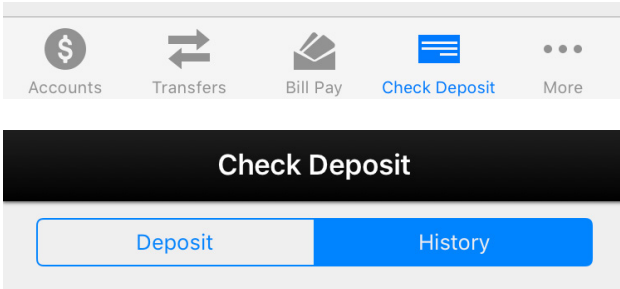 Accounts Transfers Bill Pay Check Deposit More
Check Deposit
Deposit History